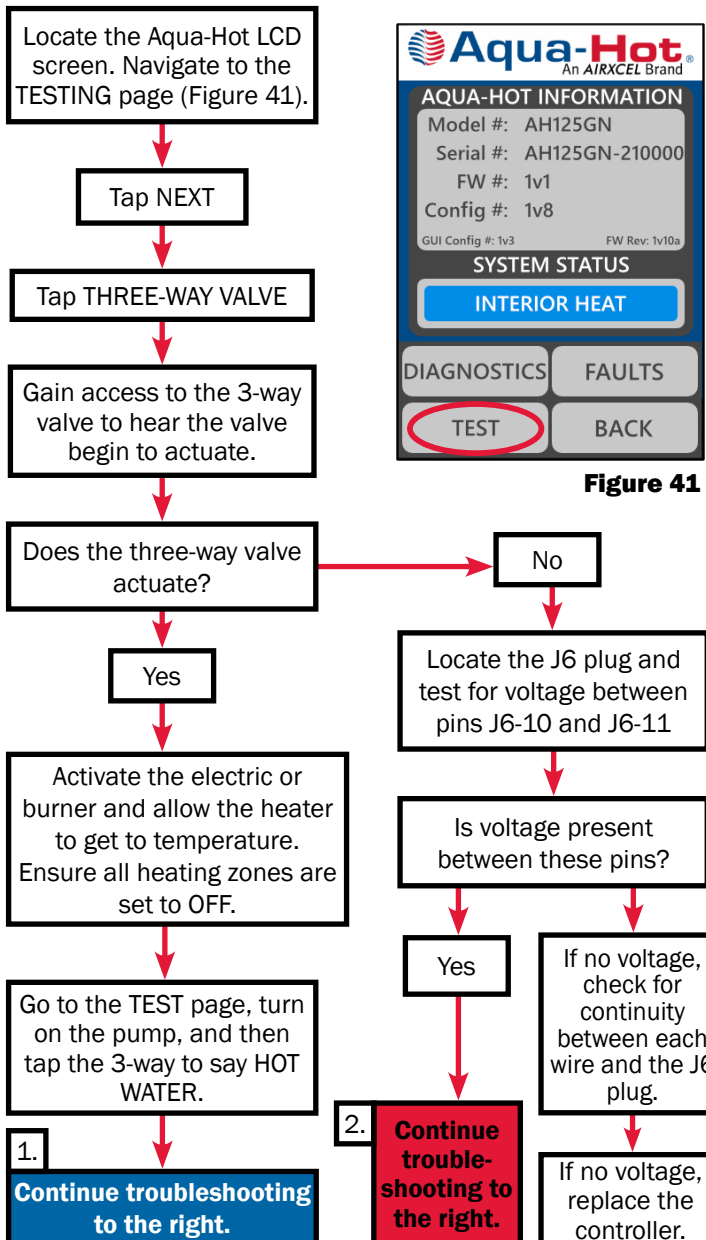 Locate the Aqua-Hot LCD
screen. Navigate to the
TESTING page (Figure 41).
Tap NEXT
Tap THREE-WAY VALVE
Gain access to the 3-way
valve to hear the valve
begin to actuate.
Does the three-way valve
actuate?
Yes
Activate the electric or
burner and allow the heater
to get to temperature.
Ensure all heating zones are
set to OFF.
Go to the TEST page, turn
on the pump, and then
tap the 3-way to say HOT
WATER.
1.
Continue troubleshooting
to the right.
Aqua-Hot®
An AIRXCEL Brand
AQUA-HOT INFORMATION
Model #: AH125GN
Serial #: AH125GN-210000
FW #: 1v1
Config #: 1v8
GUI Config #: 1v3 FW Rev: 1v10a
SYSTEM STATUS
INTERIOR HEAT
DIAGNOSTICS FAULTS
TEST BACK
Figure 41
No
Locate the J6 plug and
test for voltage between
pins J6-10 and J6-11
Is voltage present
between these pins?
Yes
2.
Continue
trouble-
shooting to
the right.
If no voltage,
check for
continuity
between each
wire and the J6
plug.
If no voltage,
replace the
controller.